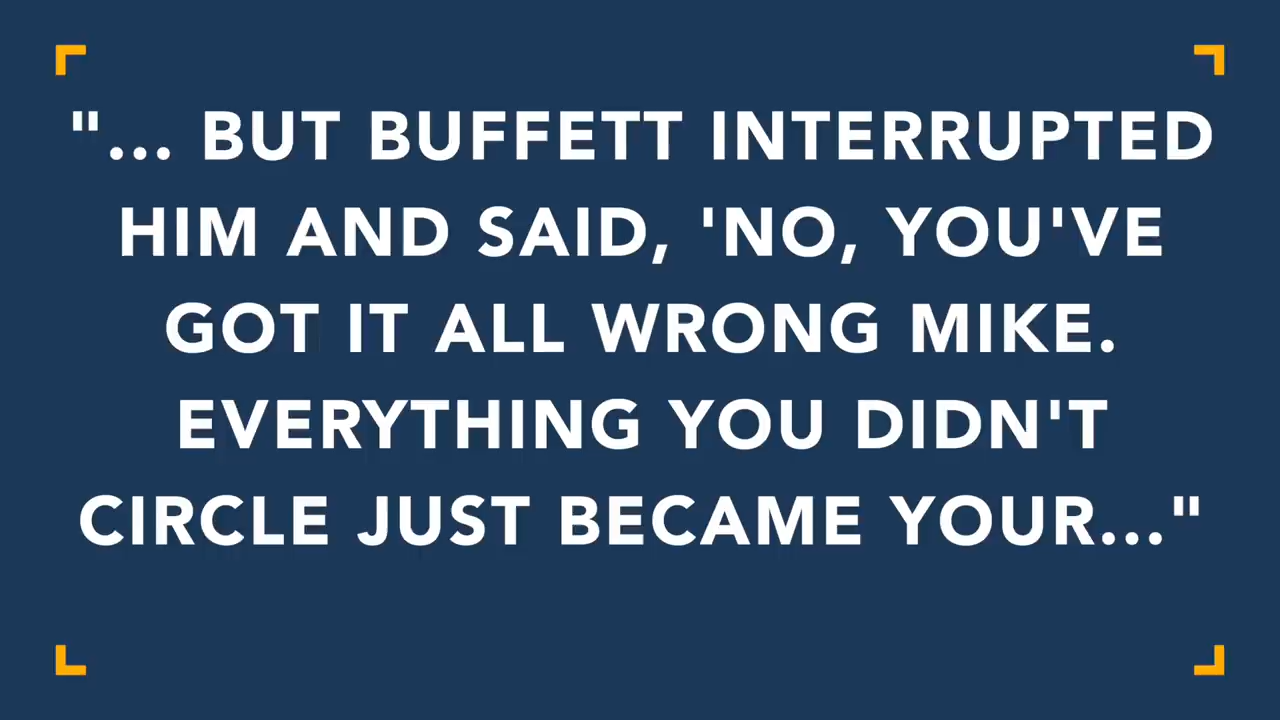 "... BUT BUFFETT INTERRUPTED
HIM AND SAID, 'NO, YOU'VE
GOT IT ALL WRONG MIKE.
EVERYTHING YOU DIDN'T
CIRCLE JUST BECAME YOUR..."